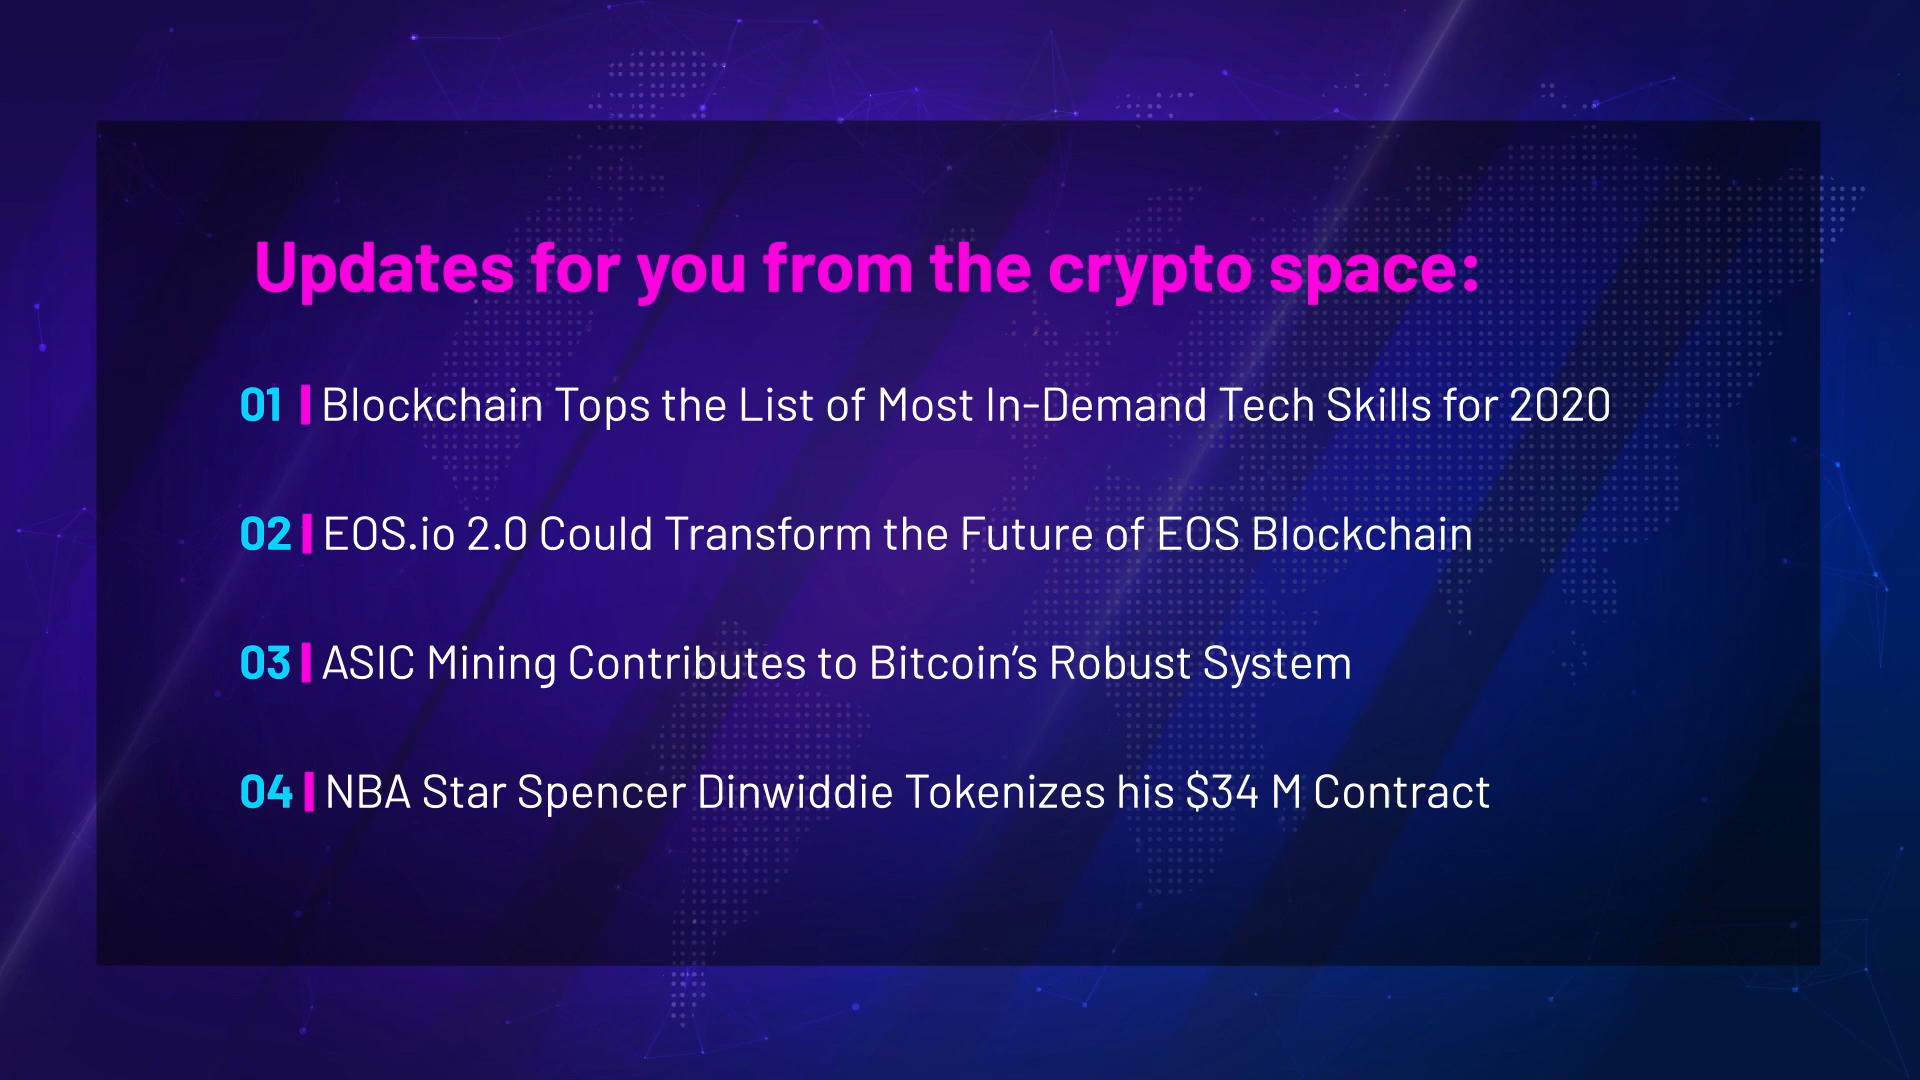 Updates for you from the crypto space:
01 | Blockchain Tops the List of Most In-Demand Tech Skills for 2020
02 | EOS.io 2.0 Could Transform the Future of EOS Blockchain
03 | ASIC Mining Contributes to Bitcoin’s Robust System
04 | NBA Star Spencer Dinwiddie Tokenizes his $34 M Contract